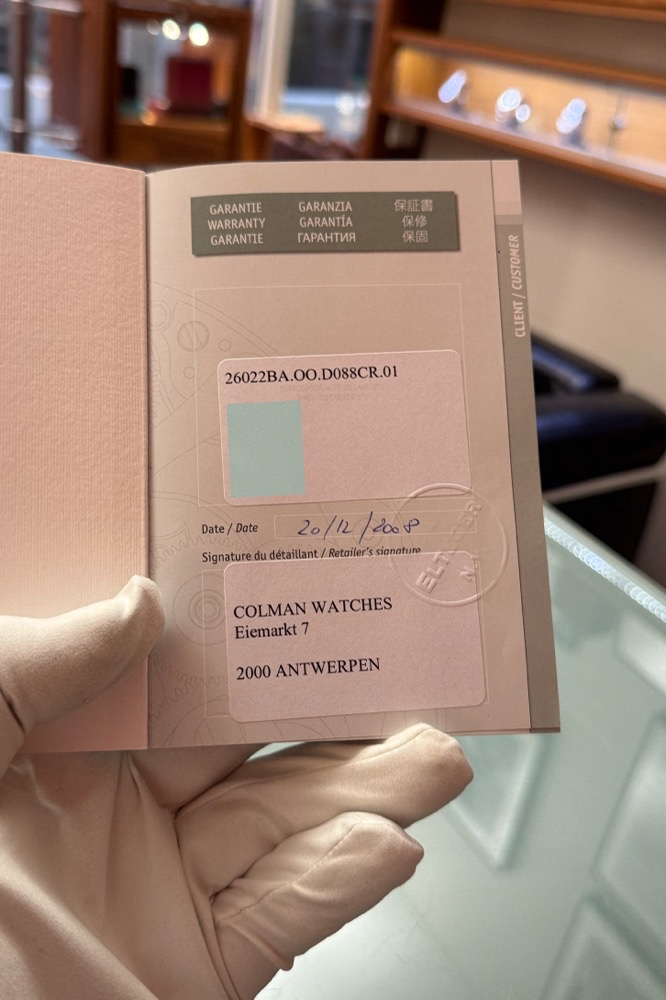 GARANTIE GARANZIA 保証書
WARRANTY GARANTÍA 保修
GARANTIE ГАРАНТИЯ 保固
CLIENT / CUSTOMER
26022BA.OO.D088CR.01
Date / Date 20/12/2008
Signature du détaillant / Retailer's signature
COLMAN WATCHES
Eiemarkt 7
2000 ANTWERPEN